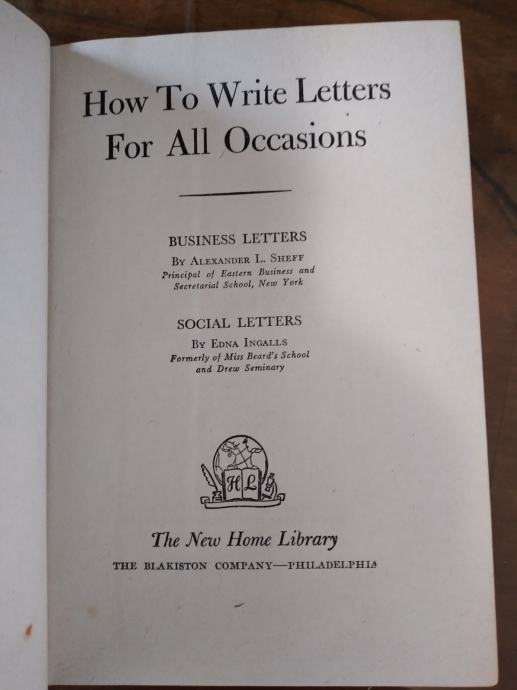 How To Write Letters
For All Occasions
BUSINESS LETTERS
BY ALEXANDER L. SHEFF
Principal of Eastern Business and
Secretarial School, New York
SOCIAL LETTERS
BY EDNA INGALLS
Formerly of Miss Beard's School
and Drew Seminary
H L
The New Home Library
THE BLAKISTON COMPANY—PHILADELPHIA